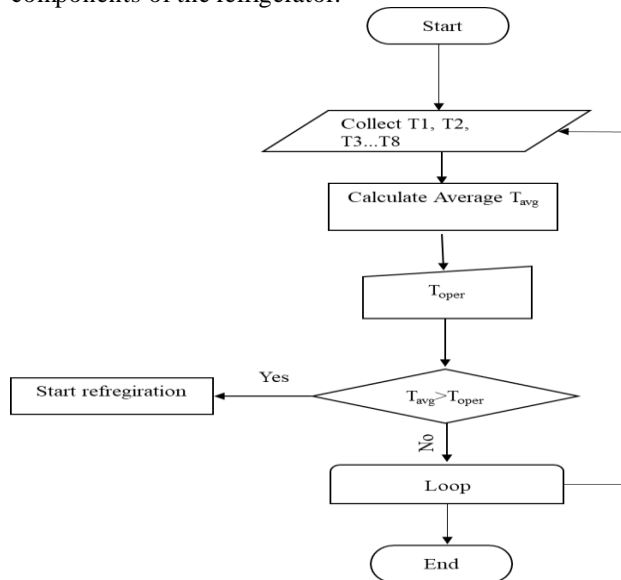 components of the refrigerator.
Start
Collect T1, T2,
T3...T8
Calculate Average Tavg
Toper
Tavg>Toper
Yes
Start refregiration
No
Loop
End